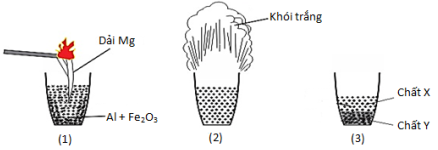 Khói trắng
Dải Mg
Al + Fe₂O₃
Chất X
Chất Y
(1)
(2)
(3)